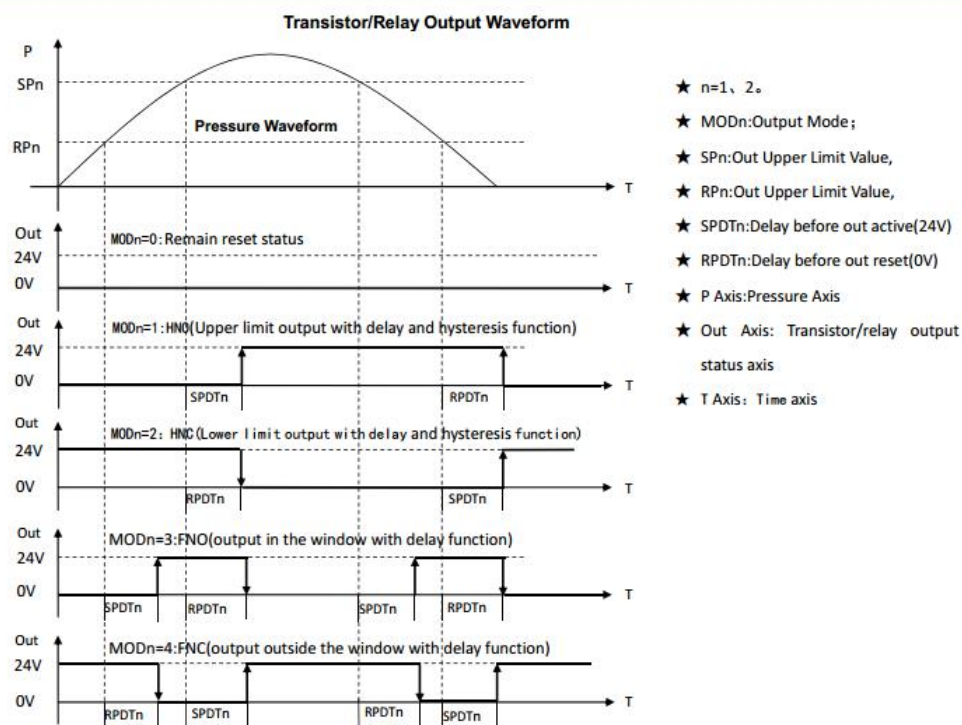 Transistor/Relay Output Waveform
P
SPn
Pressure Waveform
RPn
T
Out
MODn=0:Remain reset status
24V
0V
T
Out
MODn=1:HNO(Upper limit output with delay and hysteresis function)
24V
0V
T
SPDTn
RPDTn
Out
MODn=2: HNC(Lower limit output with delay and hysteresis function)
24V
0V
T
RPDTn
SPDTn
Out
MODn=3:FNO(output in the window with delay function)
24V
0V
T
SPDTn
RPDTn
SPDTn
RPDTn
Out
MODn=4:FNC(output outside the window with delay function)
24V
0V
T
RPDTn
SPDTn
RPDTn
SPDTn
★ n=1、2。
★ MODn:Output Mode；
★ SPn:Out Upper Limit Value,
★ RPn:Out Upper Limit Value,
★ SPDTn:Delay before out active(24V)
★ RPDTn:Delay before out reset(0V)
★ P Axis:Pressure Axis
★ Out Axis: Transistor/relay output
status axis
★ T Axis：Time axis